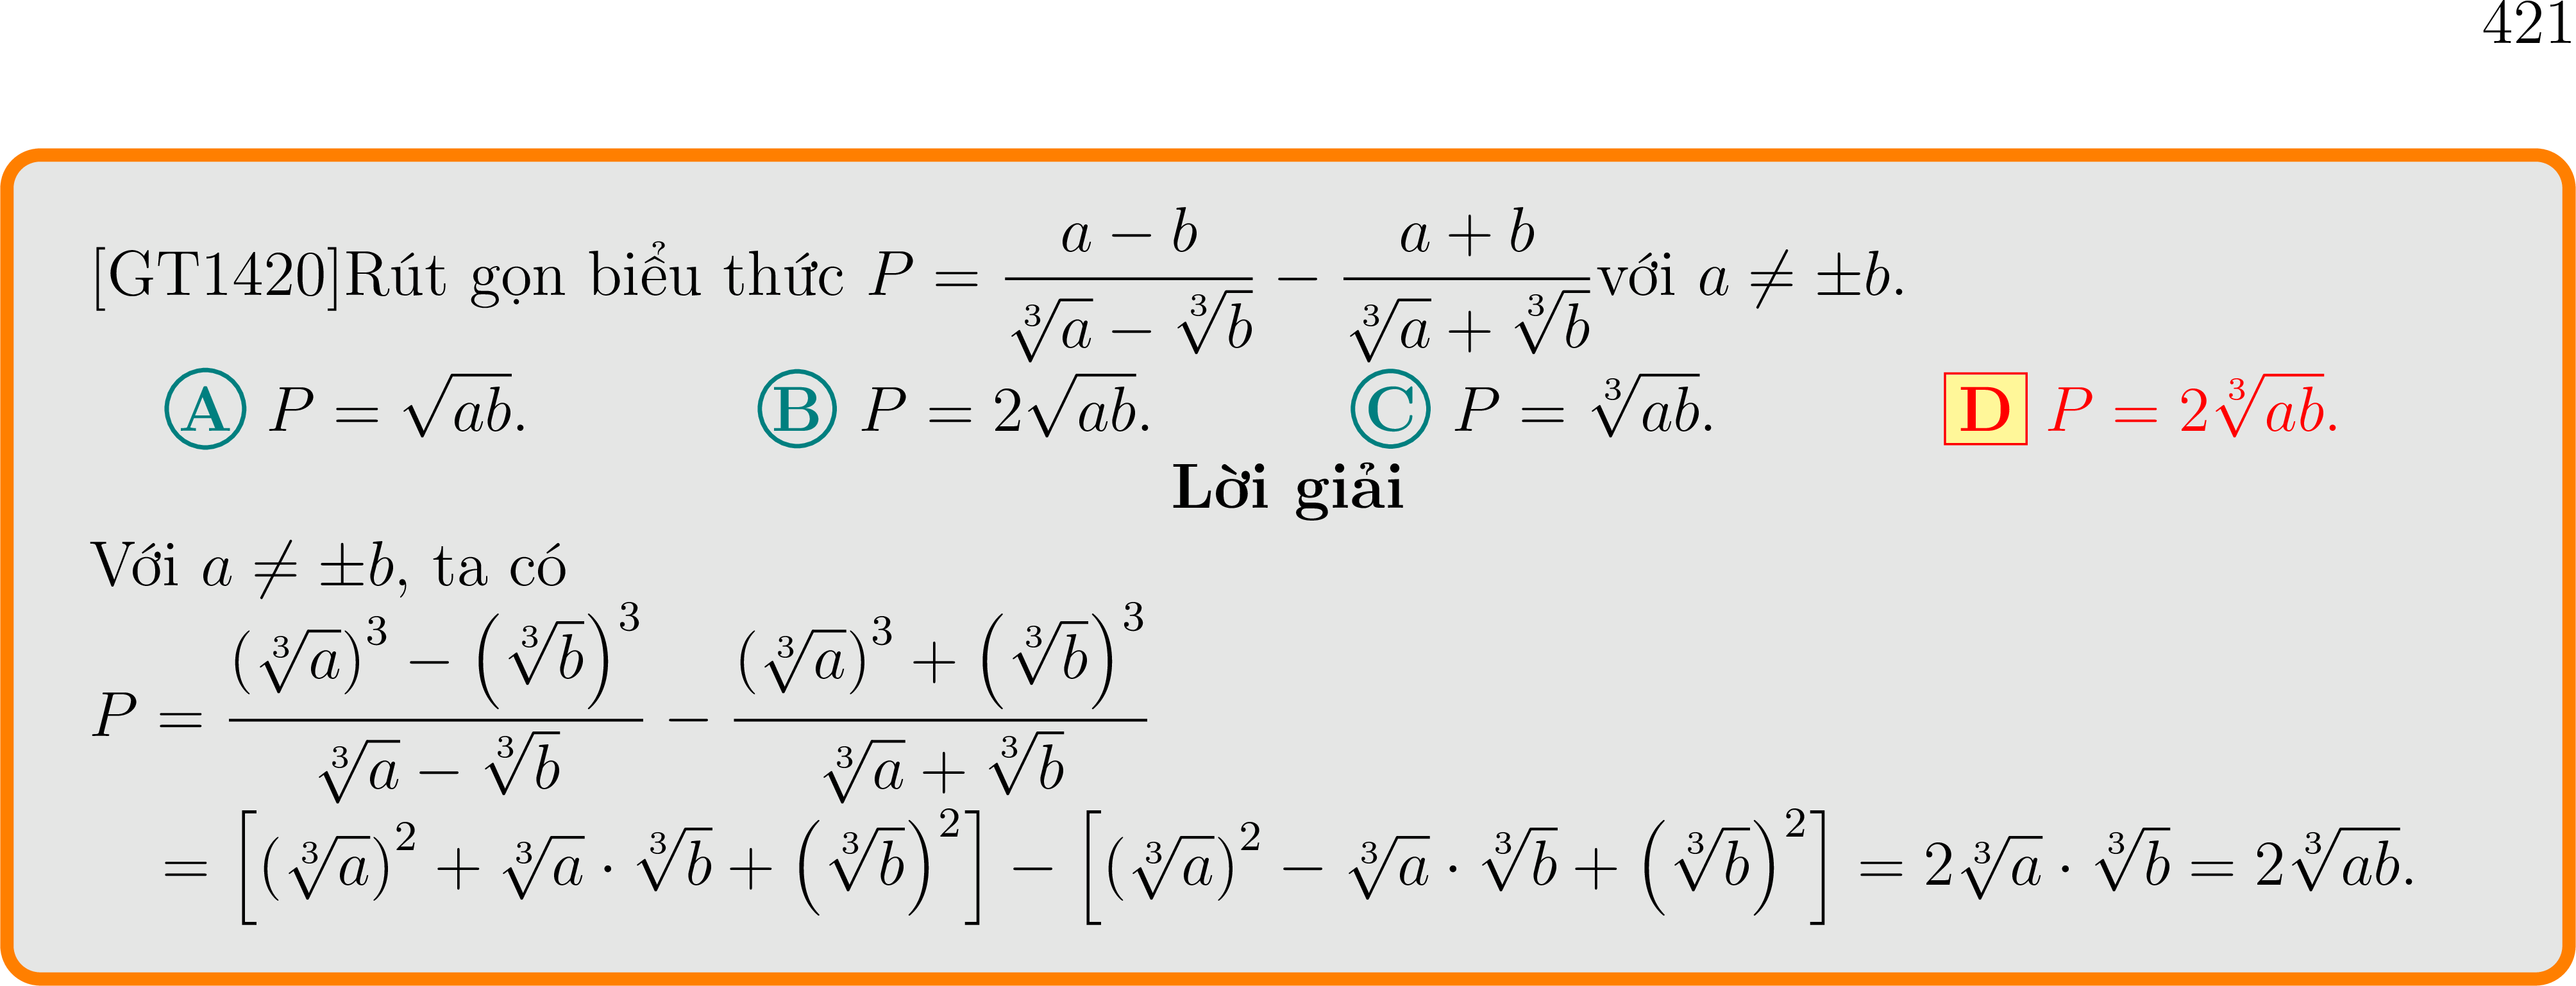 421
[GT1420]Rút gọn biểu thức $P = \dfrac{a-b}{\sqrt[3]{a}-\sqrt[3]{b}} - \dfrac{a+b}{\sqrt[3]{a}+\sqrt[3]{b}}$với $a \neq \pm b$.
A $P = \sqrt{ab}$. B $P = 2\sqrt{ab}$. C $P = \sqrt[3]{ab}$. D $P = 2\sqrt[3]{ab}$.
Lời giải
Với $a \neq \pm b$, ta có
$P = \dfrac{(\sqrt[3]{a})^3 - \left(\sqrt[3]{b}\right)^3}{\sqrt[3]{a}-\sqrt[3]{b}} - \dfrac{(\sqrt[3]{a})^3 + \left(\sqrt[3]{b}\right)^3}{\sqrt[3]{a}+\sqrt[3]{b}}$
$= \left[(\sqrt[3]{a})^2 + \sqrt[3]{a} \cdot \sqrt[3]{b} + \left(\sqrt[3]{b}\right)^2\right] - \left[(\sqrt[3]{a})^2 - \sqrt[3]{a} \cdot \sqrt[3]{b} + \left(\sqrt[3]{b}\right)^2\right] = 2\sqrt[3]{a} \cdot \sqrt[3]{b} = 2\sqrt[3]{ab}.$